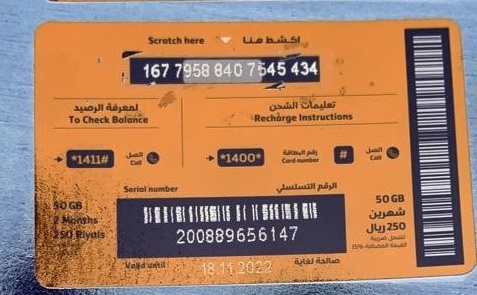 Scratch here اكشط هنا
167 7958 840 7545 434
لمعرفة الرصيد
To Check Balance
تعليمات الشحن
Recharge Instructions
اتصل
Call
*1411#
*1400*
رقم البطاقة
Card number
#
اتصل
Call
Serial number الرقم التسلسلي
90 GB
2 Months
250 Riyals
200889656147
50 GB
شهرين
250 ريال
تشمل ضريبة
القيمة المضافة 15%
Valid until 18.11.2022 صالحة لغاية